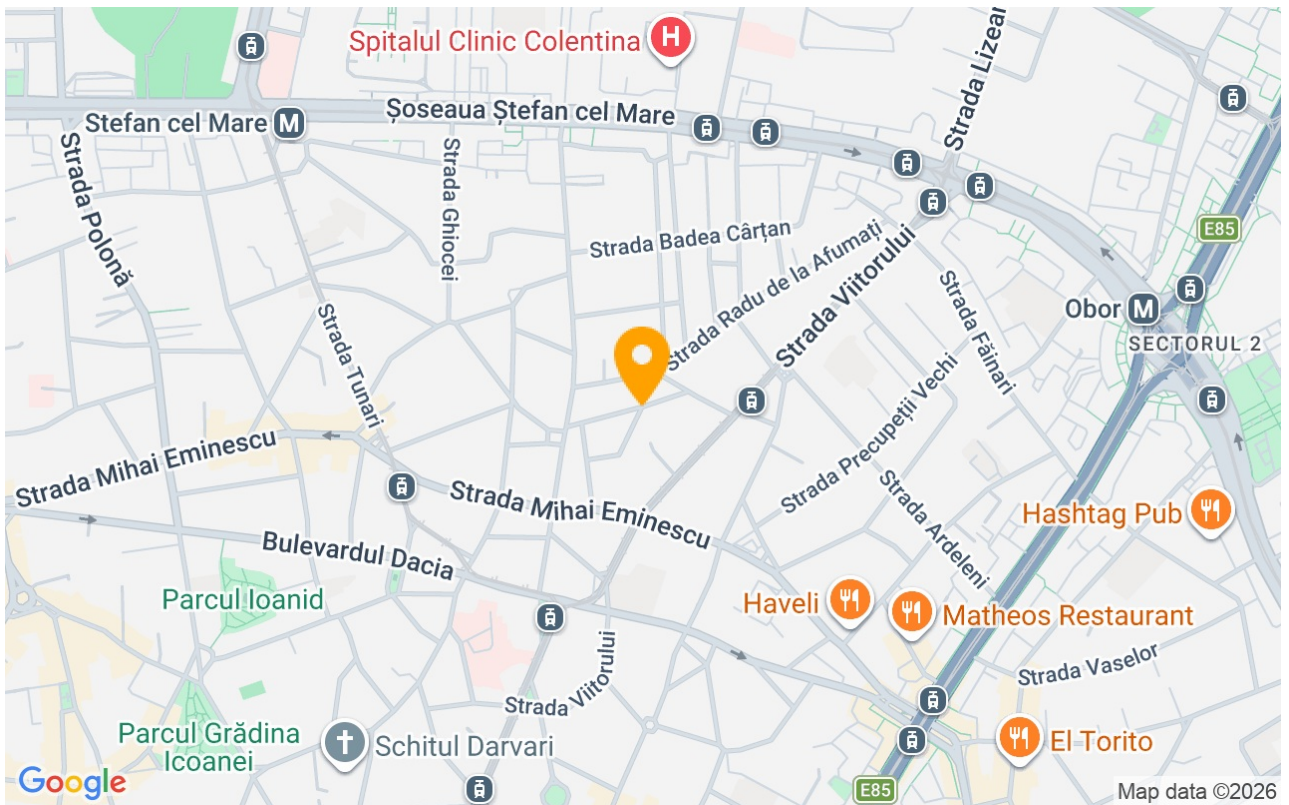 Spitalul Clinic Colentina
H
Strada Lizear
Șoseaua Ștefan cel Mare
Stefan cel Mare
M
Strada Polonă
Strada Ghiocei
Strada Badea Cârțan
Strada Radu de la Afumați
Strada Viitorului
E85
Strada Făinari
Obor
M
SECTORUL 2
Strada Tunari
Strada Precupeții Vechi
Strada Mihai Eminescu
Strada Mihai Eminescu
Strada Ardeleni
Hashtag Pub
Bulevardul Dacia
Parcul Ioanid
Haveli
Matheos Restaurant
Strada Viitorului
Strada Vaselor
Parcul Grădina
Icoanei
Schitul Darvari
El Torito
Google
E85
Map data ©2026